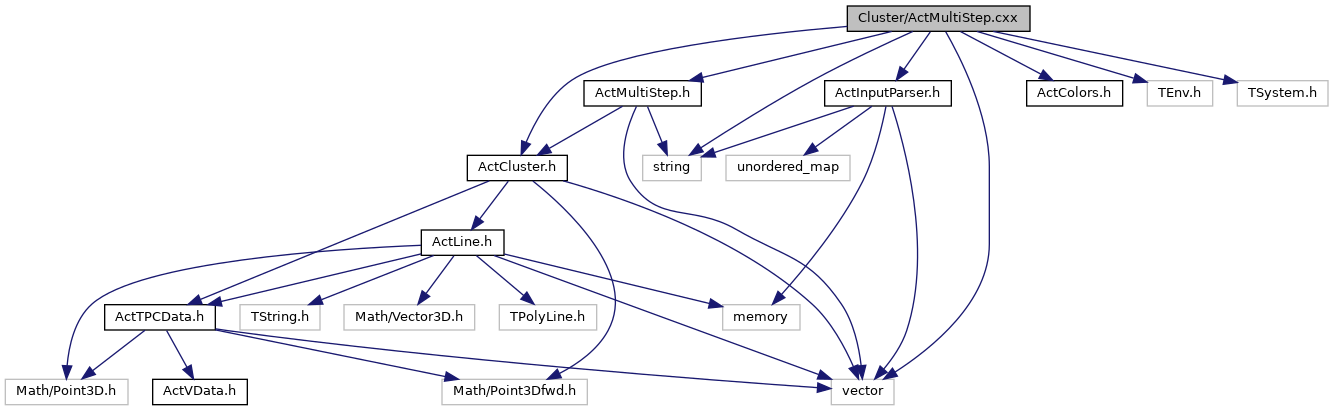 Cluster/ActMultiStep.cxx
ActMultiStep.h
ActInputParser.h
ActColors.h
TEnv.h
TSystem.h
ActCluster.h
string
unordered_map
ActLine.h
ActTPCData.h
TString.h
Math/Vector3D.h
TPolyLine.h
memory
Math/Point3D.h
ActVData.h
Math/Point3Dfwd.h
vector